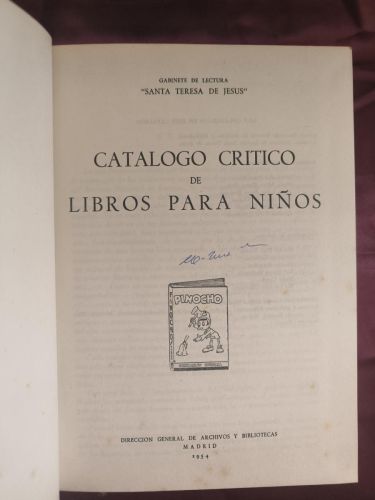 GABINETE DE LECTURA
"SANTA TERESA DE JESUS"
CATALOGO CRITICO
DE
LIBROS PARA NIÑOS
PINOCHO
DIRECCION GENERAL DE ARCHIVOS Y BIBLIOTECAS
MADRID
1954